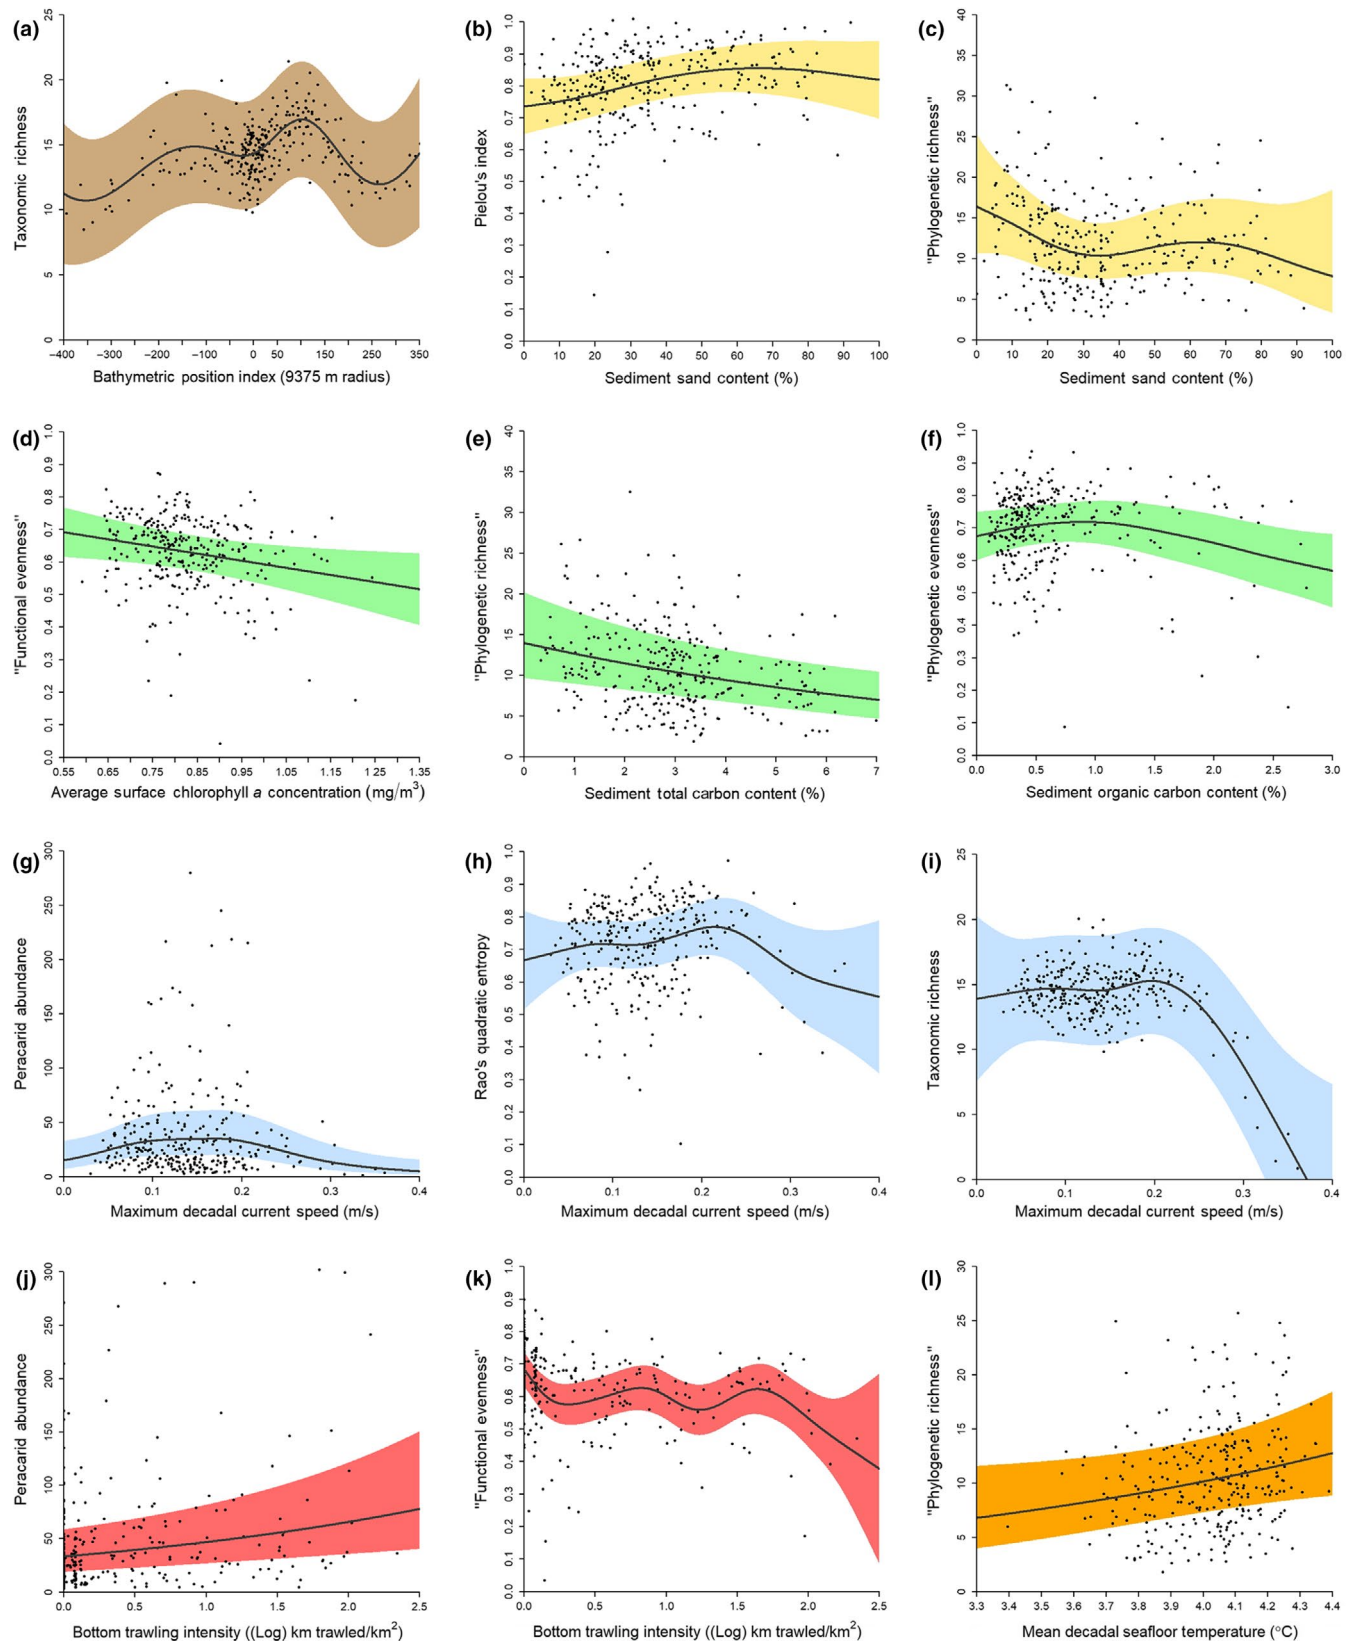 (a)
25
20
15
10
5
0
Taxonomic richness
−400 −300 −200 −100 0 50 150 250 350
Bathymetric position index (9375 m radius)
(b)
1.0
0.9
0.8
0.7
0.6
0.5
0.4
0.3
0.2
0.1
0.0
Pielou's index
0 10 20 30 40 50 60 70 80 90 100
Sediment sand content (%)
(c)
40
35
30
25
20
15
10
5
0
"Phylogenetic richness"
0 10 20 30 40 50 60 70 80 90 100
Sediment sand content (%)
(d)
1.0
0.9
0.8
0.7
0.6
0.5
0.4
0.3
0.2
0.1
0.0
"Functional evenness"
0.55 0.65 0.75 0.85 0.95 1.05 1.15 1.25 1.35
Average surface chlorophyll a concentration (mg/m³)
(e)
40
35
30
25
20
15
10
5
0
"Phylogenetic richness"
0 1 2 3 4 5 6 7
Sediment total carbon content (%)
(f)
1.0
0.9
0.8
0.7
0.6
0.5
0.4
0.3
0.2
0.1
0.0
"Phylogenetic evenness"
0.0 0.5 1.0 1.5 2.0 2.5 3.0
Sediment organic carbon content (%)
(g)
300
250
200
150
100
50
0
Peracarid abundance
0.0 0.1 0.2 0.3 0.4
Maximum decadal current speed (m/s)
(h)
1.0
0.9
0.8
0.7
0.6
0.5
0.4
0.3
0.2
0.1
0.0
Rao's quadratic entropy
0.0 0.1 0.2 0.3 0.4
Maximum decadal current speed (m/s)
(i)
25
20
15
10
5
0
Taxonomic richness
0.0 0.1 0.2 0.3 0.4
Maximum decadal current speed (m/s)
(j)
300
250
200
150
100
50
0
Peracarid abundance
0.0 0.5 1.0 1.5 2.0 2.5
Bottom trawling intensity ((Log) km trawled/km²)
(k)
1.0
0.9
0.8
0.7
0.6
0.5
0.4
0.3
0.2
0.1
0.0
"Functional evenness"
0.0 0.5 1.0 1.5 2.0 2.5
Bottom trawling intensity ((Log) km trawled/km²)
(l)
30
25
20
15
10
5
0
"Phylogenetic richness"
3.3 3.4 3.5 3.6 3.7 3.8 3.9 4.0 4.1 4.2 4.3 4.4
Mean decadal seafloor temperature (°C)